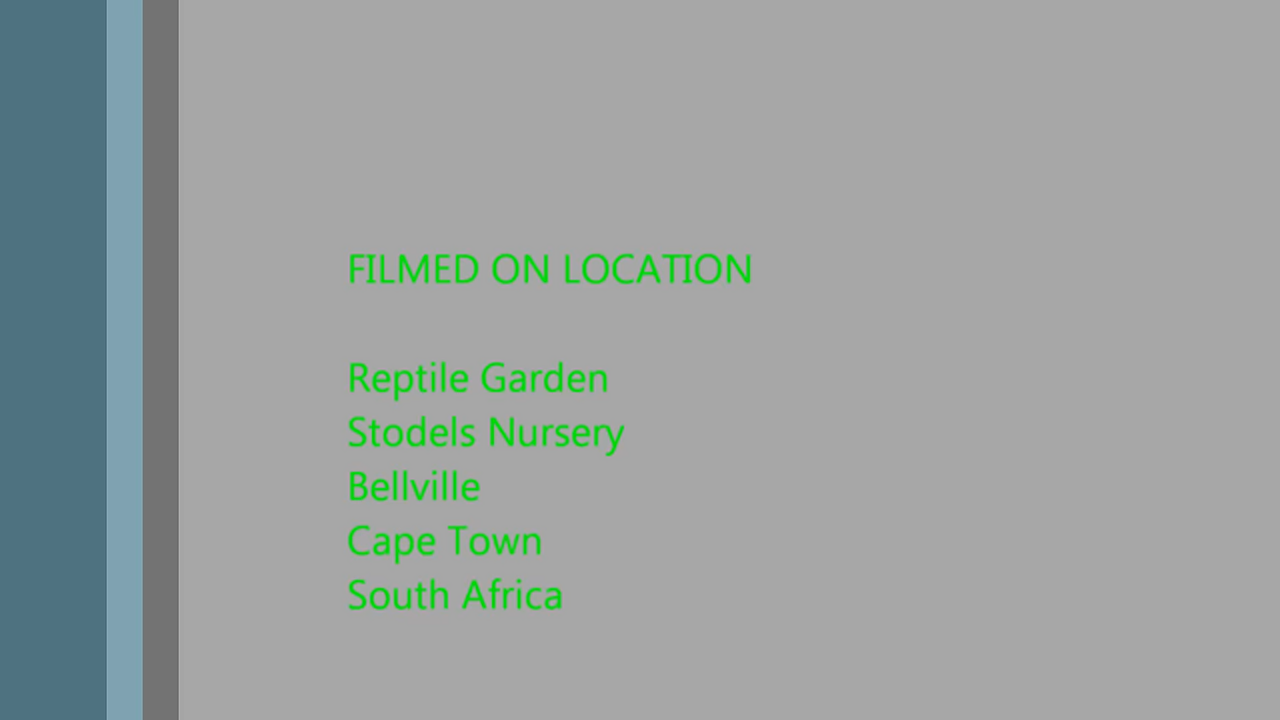 FILMED ON LOCATION
Reptile Garden
Stodels Nursery
Bellville
Cape Town
South Africa